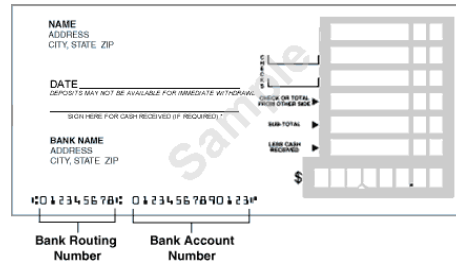 NAME
ADDRESS
CITY, STATE ZIP
DATE
DEPOSITS MAY NOT BE AVAILABLE FOR IMMEDIATE WITHDRAWAL
SIGN HERE FOR CASH RECEIVED (IF REQUIRED) *
BANK NAME
ADDRESS
CITY, STATE ZIP
CHECKS
CHECK OR TOTAL
FROM OTHER SIDE
SUB-TOTAL
LESS CASH
RECEIVED
$
Sample
⑆012345678⑆ 01234567890123⑈
Bank Routing
Number
Bank Account
Number